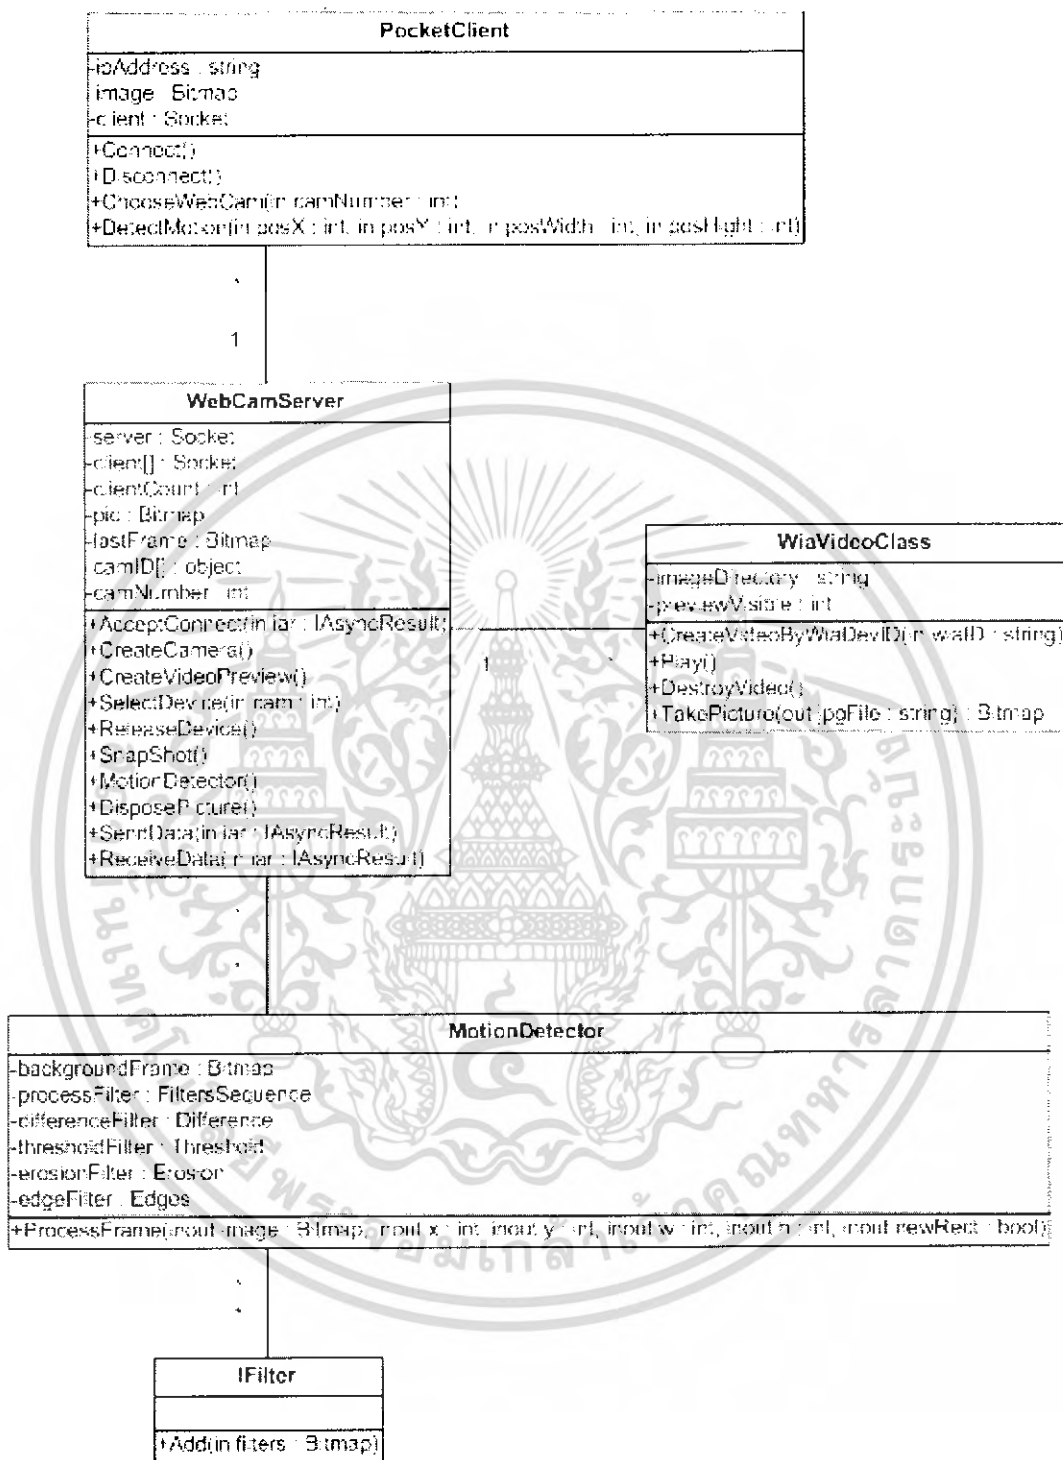 PocketClient
-ipAddress : string
-image : Bitmap
-client : Socket
+Connect()
+Disconnect()
+ChooseWebCam(in camNumber : int)
+DetectMotion(in posX : int, in posY : int, in posWidth : int, in posHight : int)
*
1
WebCamServer
-server : Socket
-client[] : Socket
-clientCount : int
-pic : Bitmap
-lastFrame : Bitmap
-camID[] : object
-camNumber : int
+AcceptConnect(in iar : IAsyncResult)
+CreateCamera()
+CreateVideoPreview()
+SelectDevice(in cam : int)
+ReleaseDevice()
+SnapShot()
+MotionDetector()
+DisposePicture()
+SendData(in iar : IAsyncResult)
+ReceiveData(in iar : IAsyncResult)
1
*
WiaVideoClass
-imageDirectory : string
-previewVisible : int
+CreateVideoByWiaDevID(in wiaID : string)
+Play()
+DestroyVideo()
+TakePicture(out jpgFile : string) : Bitmap
*
*
MotionDetector
-backgroundFrame : Bitmap
-processFilter : FiltersSequence
-differenceFilter : Difference
-thresholdFilter : Threshold
-erosionFilter : Erosion
-edgeFilter : Edges
+ProcessFrame(inout image : Bitmap, inout x : int, inout y : int, inout w : int, inout h : int, inout newRect : bool)
*
*
IFilter
+Add(in filters : Bitmap)